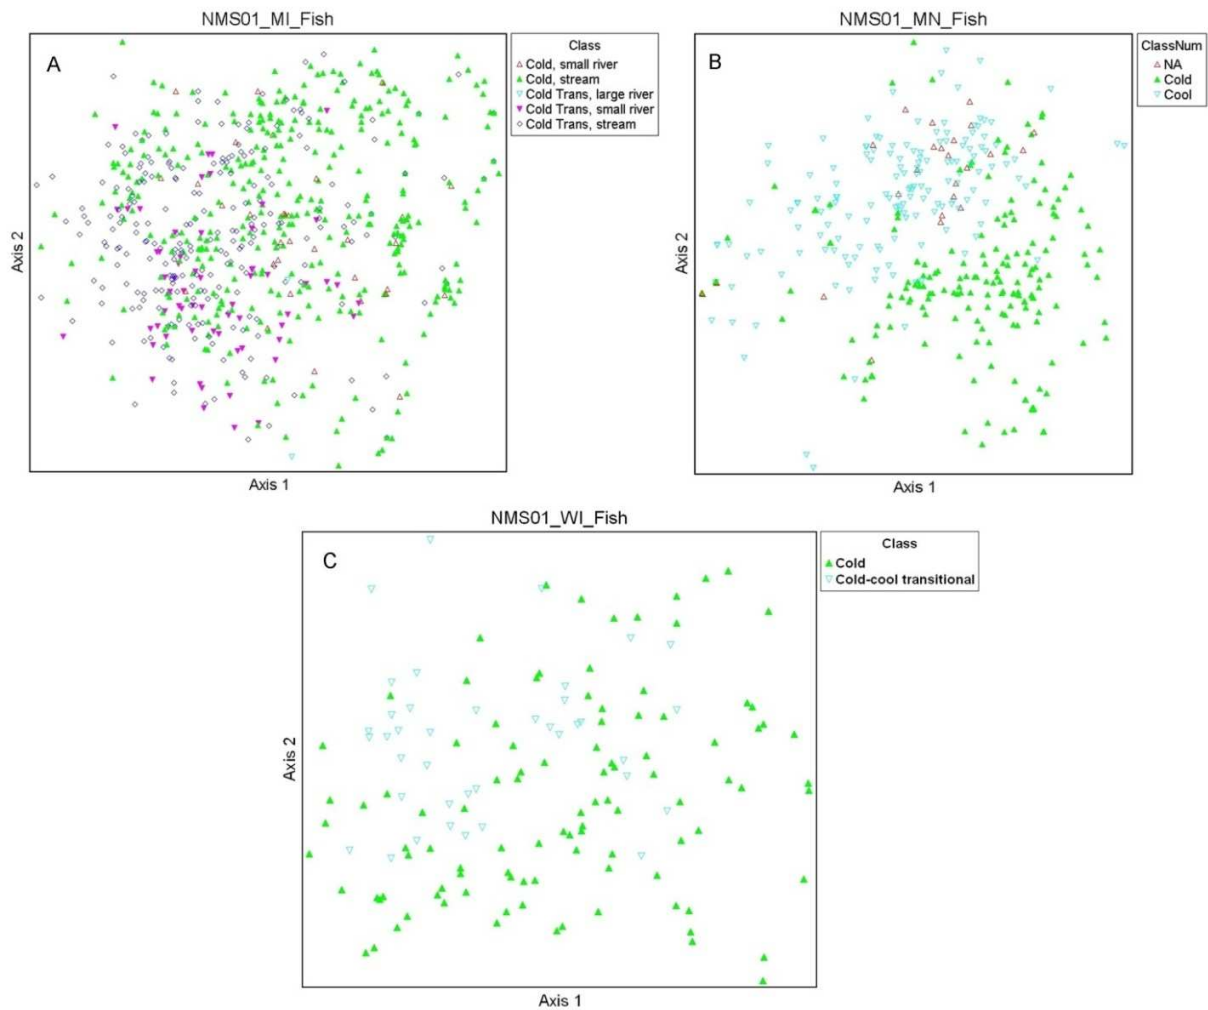 NMS01_MI_Fish
A
Class
Cold, small river
Cold, stream
Cold Trans, large river
Cold Trans, small river
Cold Trans, stream
Axis 2
Axis 1
NMS01_MN_Fish
B
ClassNum
NA
Cold
Cool
Axis 2
Axis 1
NMS01_WI_Fish
C
Class
Cold
Cold-cool transitional
Axis 2
Axis 1